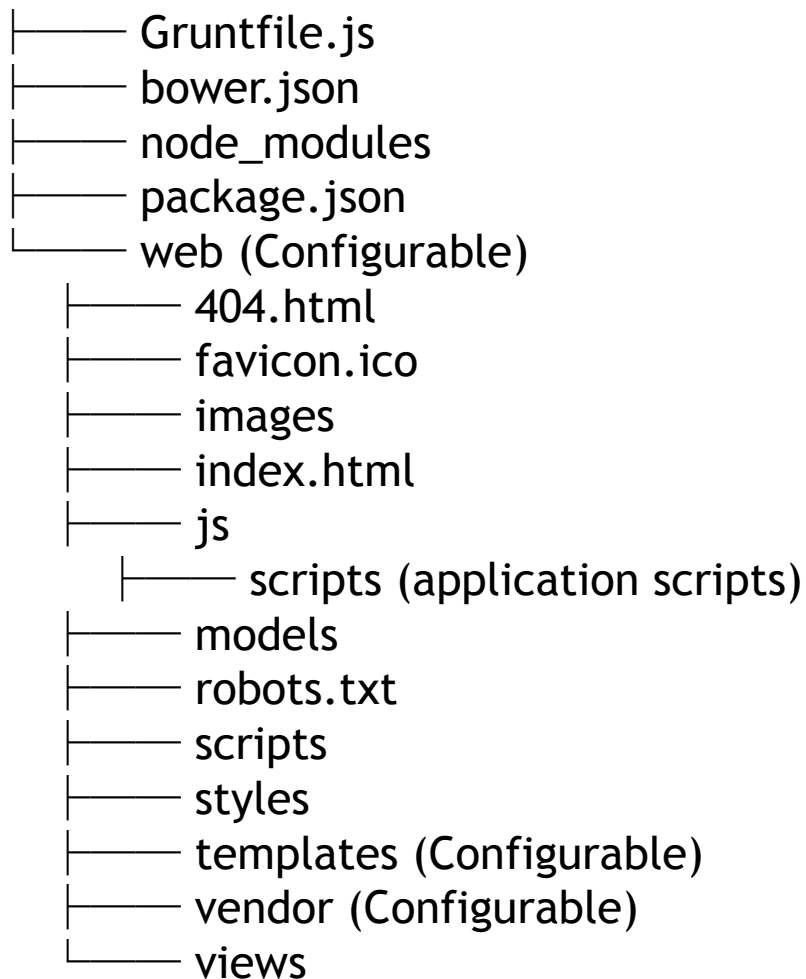 Gruntfile.js
bower.json
node_modules
package.json
web (Configurable)
404.html
favicon.ico
images
index.html
js
scripts (application scripts)
models
robots.txt
scripts
styles
templates (Configurable)
vendor (Configurable)
views